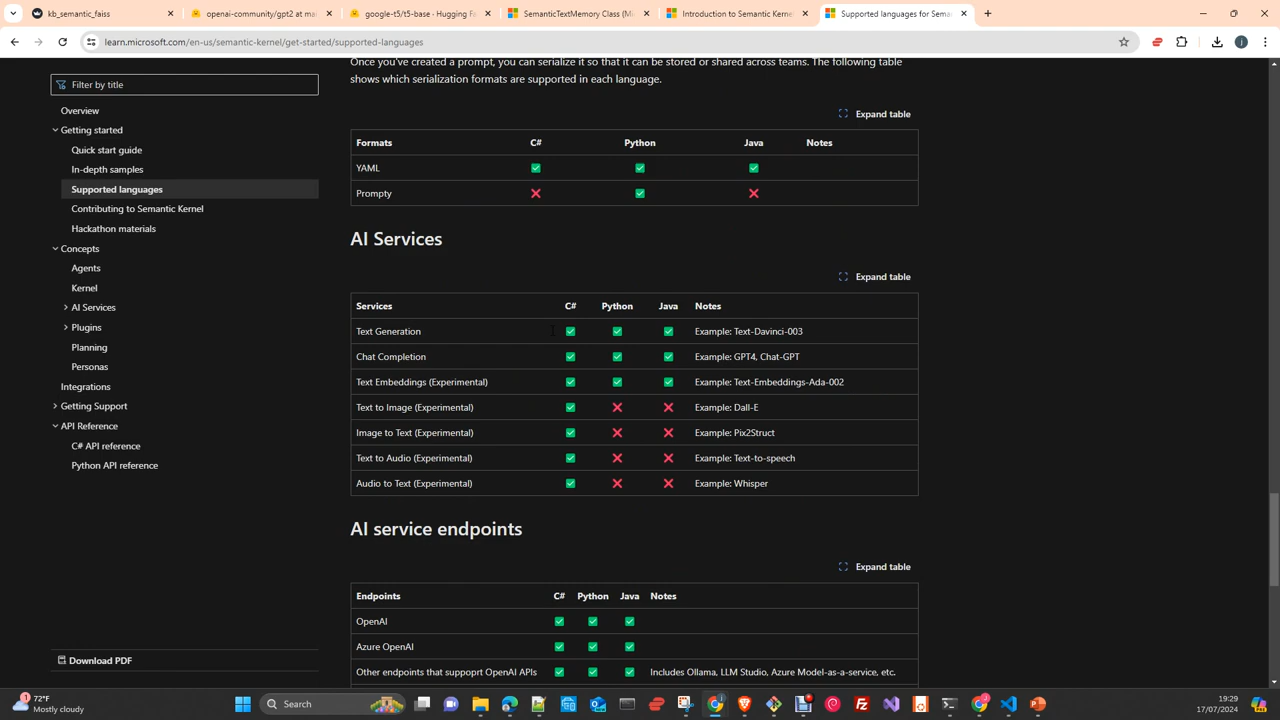 kb_semantic_faiss
openai-community/gpt2 at ma
google-t5/t5-base · Hugging F
SemanticTextMemory Class (Mi
Introduction to Semantic Kerne
Supported languages for Sema
learn.microsoft.com/en-us/semantic-kernel/get-started/supported-languages
Filter by title
Overview
Getting started
Quick start guide
In-depth samples
Supported languages
Contributing to Semantic Kernel
Hackathon materials
Concepts
Agents
Kernel
AI Services
Plugins
Planning
Personas
Integrations
Getting Support
API Reference
C# API reference
Python API reference
Download PDF
Once you've created a prompt, you can serialize it so that it can be stored or shared across teams. The following table
shows which serialization formats are supported in each language.
Expand table
Formats C# Python Java Notes
YAML ✅ ✅ ✅
Prompty ❌ ✅ ❌
AI Services
Expand table
Services C# Python Java Notes
Text Generation ✅ ✅ ✅ Example: Text-Davinci-003
Chat Completion ✅ ✅ ✅ Example: GPT4, Chat-GPT
Text Embeddings (Experimental) ✅ ✅ ✅ Example: Text-Embeddings-Ada-002
Text to Image (Experimental) ✅ ❌ ❌ Example: Dall-E
Image to Text (Experimental) ✅ ❌ ❌ Example: Pix2Struct
Text to Audio (Experimental) ✅ ❌ ❌ Example: Text-to-speech
Audio to Text (Experimental) ✅ ❌ ❌ Example: Whisper
AI service endpoints
Expand table
Endpoints C# Python Java Notes
OpenAI ✅ ✅ ✅
Azure OpenAI ✅ ✅ ✅
Other endpoints that suppoprt OpenAI APIs ✅ ✅ ✅ Includes Ollama, LLM Studio, Azure Model-as-a-service, etc.
1
72°F
Mostly cloudy
Search
19:29
17/07/2024